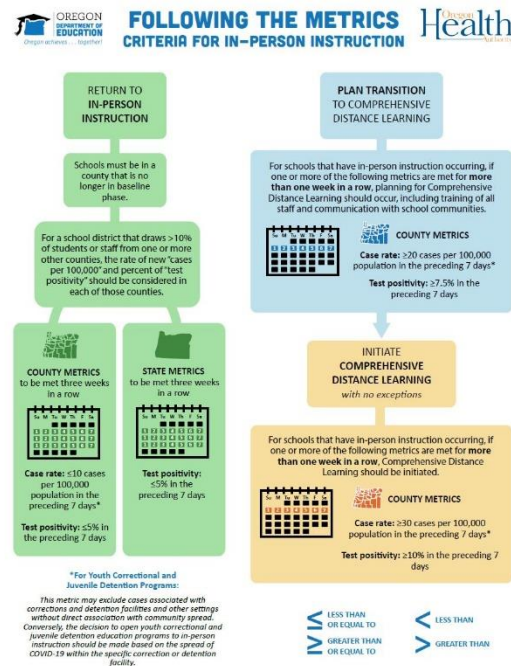 OREGON
DEPARTMENT OF
EDUCATION
Oregon achieves . . . together!
FOLLOWING THE METRICS
CRITERIA FOR IN-PERSON INSTRUCTION
Oregon
Health
Authority
RETURN TO
IN-PERSON
INSTRUCTION
Schools must be in a
county that is no
longer in baseline
phase.
For a school district that draws >10%
of students or staff from one or more
other counties, the rate of new "cases
per 100,000" and percent of "test
positivity" should be considered in
each of those counties.
COUNTY METRICS
to be met three weeks
in a row
Su M Tu W Th F Sa
Case rate: ≤10 cases
per 100,000
population in the
preceding 7 days*
Test positivity: ≤5% in
the preceding 7 days
STATE METRICS
to be met three weeks
in a row
Su M Tu W Th F Sa
Test positivity:
≤5% in the
preceding 7 days
*For Youth Correctional and
Juvenile Detention Programs:
This metric may exclude cases associated with
corrections and detention facilities and other settings
without direct association with community spread.
Conversely, the decision to open youth correctional and
juvenile detention education programs to in-person
instruction should be made based on the spread of
COVID-19 within the specific correction or detention
facility.
PLAN TRANSITION
TO COMPREHENSIVE
DISTANCE LEARNING
For schools that have in-person instruction occurring, if
one or more of the following metrics are met for more
than one week in a row, planning for Comprehensive
Distance Learning should occur, including training of all
staff and communication with school communities.
Su M Tu W Th F Sa
COUNTY METRICS
Case rate: ≥20 cases per 100,000
population in the preceding 7 days*
Test positivity: ≥7.5% in the
preceding 7 days
INITIATE
COMPREHENSIVE
DISTANCE LEARNING
with no exceptions
For schools that have in-person instruction occurring, if
one or more of the following metrics are met for more
than one week in a row, Comprehensive Distance
Learning should be initiated.
Su M Tu W Th F Sa
COUNTY METRICS
Case rate: ≥30 cases per 100,000
population in the preceding 7 days*
Test positivity: ≥10% in the preceding 7
days
≤ LESS THAN
OR EQUAL TO
< LESS THAN
≥ GREATER THAN
OR EQUAL TO
> GREATER THAN